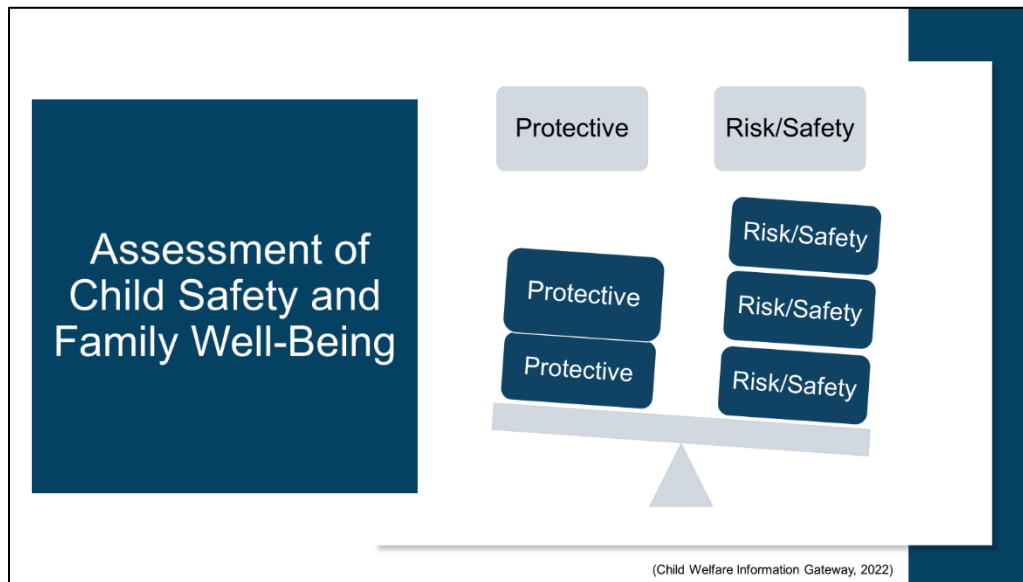 Assessment of
Child Safety and
Family Well-Being
Protective
Risk/Safety
Protective
Protective
Risk/Safety
Risk/Safety
Risk/Safety
(Child Welfare Information Gateway, 2022)